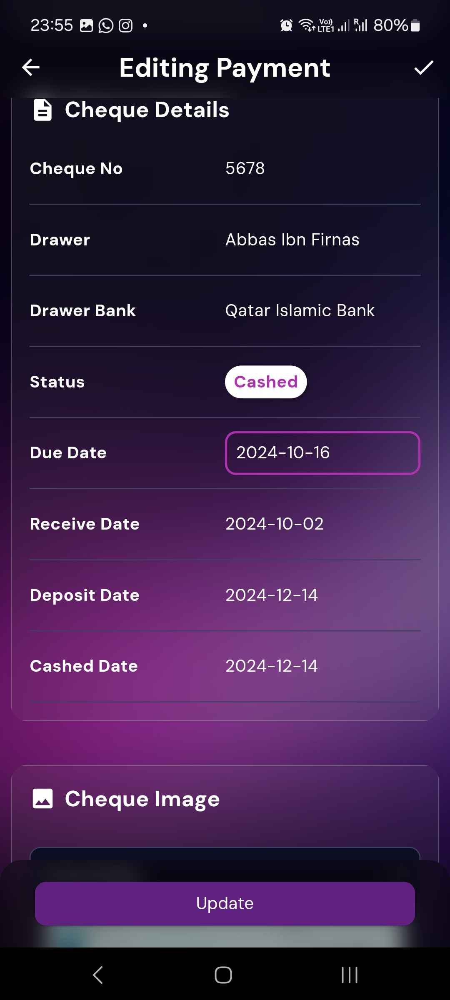 23:55 Vo)) LTE1 R 80%
Editing Payment
Cheque Details
Cheque No 5678
Drawer Abbas Ibn Firnas
Drawer Bank Qatar Islamic Bank
Status Cashed
Due Date 2024-10-16
Receive Date 2024-10-02
Deposit Date 2024-12-14
Cashed Date 2024-12-14
Cheque Image
Update